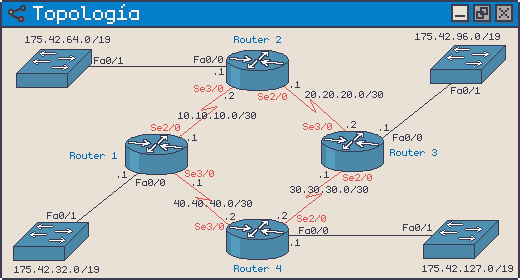 Topología
Router 2
175.42.64.0/19
175.42.96.0/19
Fa0/1
Fa0/0
.1
.1
Se3/0
.2
Se2/0
20.20.20.0/30
Fa0/1
10.10.10.0/30
Se3/0
.2
Se2/0
.1
.1
Fa0/0
Router 1
Router 3
.1
Fa0/0
Se3/0
.1
.1
Se2/0
30.30.30.0/30
40.40.40.0/30
Fa0/1
.2
.2
Se2/0
Se3/0
Fa0/0
Fa0/1
.1
175.42.32.0/19
Router 4
175.42.127.0/19